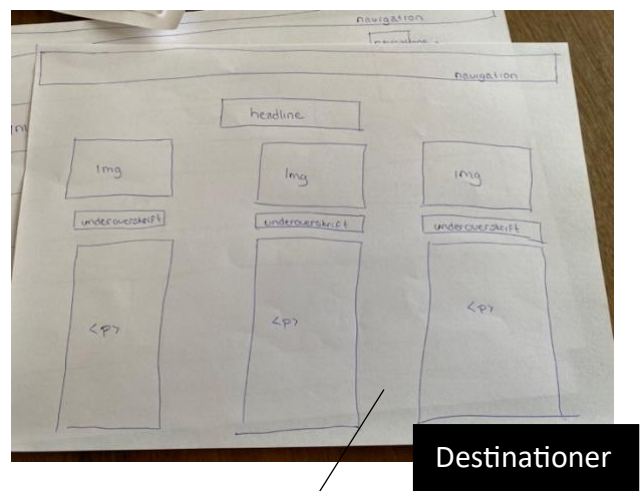 navigation
navigation
headline
Img
Img
Img
underoverskrift
underoverskrift
underoverskrift
<p>
<p>
<p>
Destinationer